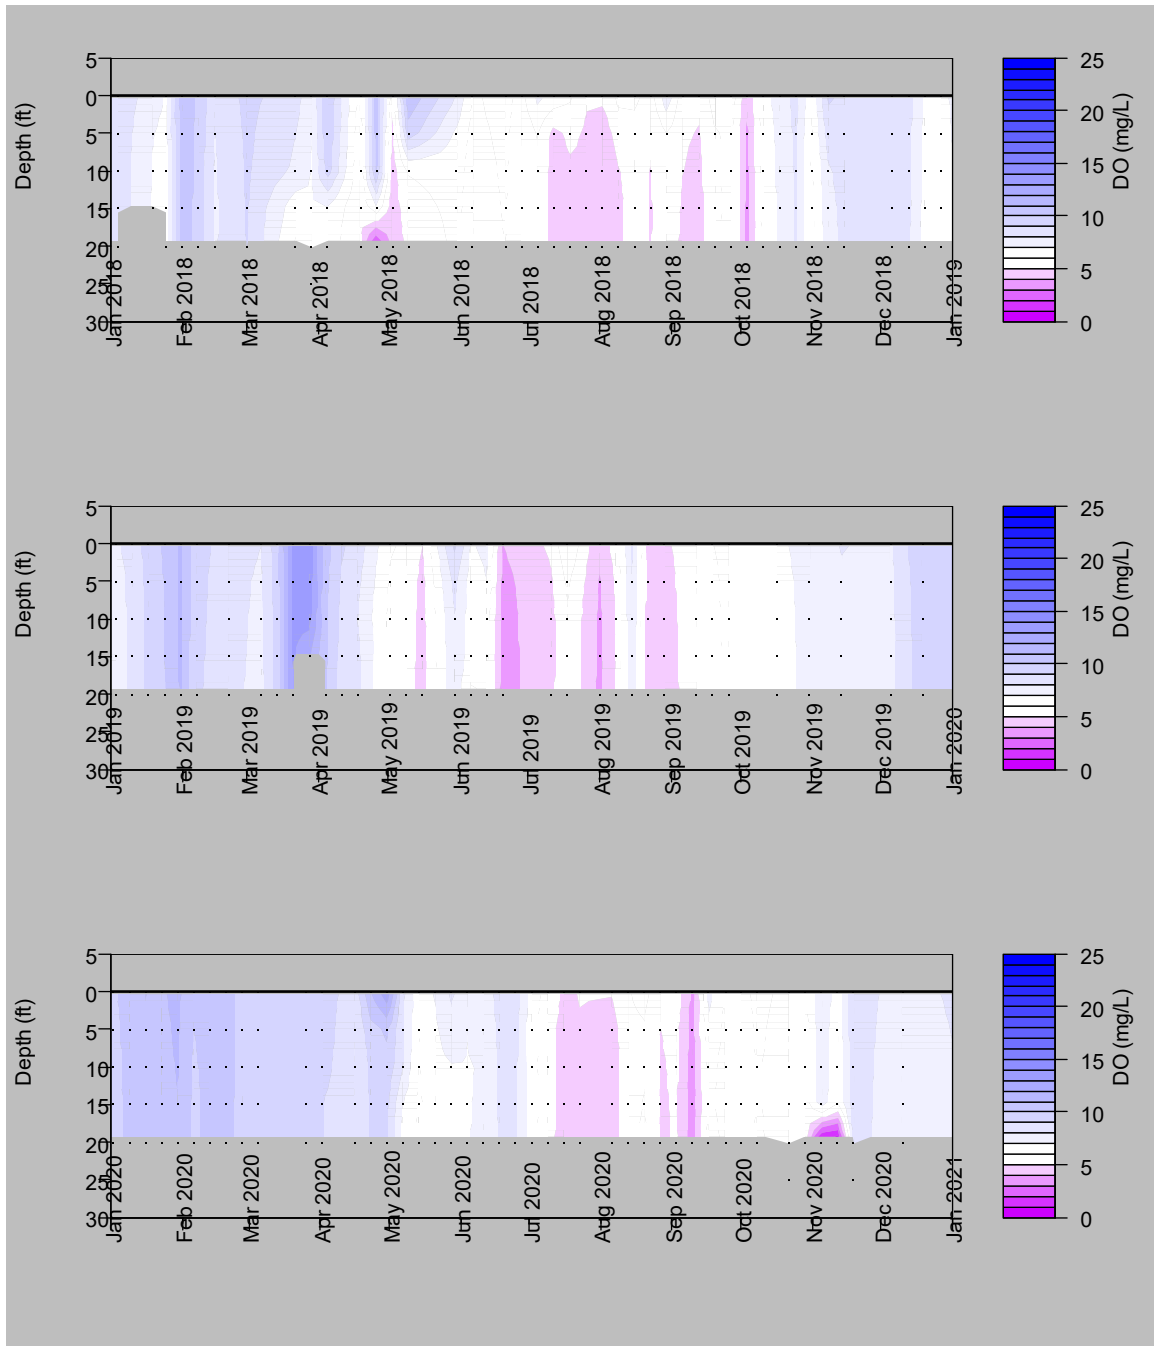 5
0
5
10
15
20
25
30
Depth (ft)
Jan 2018
Feb 2018
Mar 2018
Apr 2018
May 2018
Jun 2018
Jul 2018
Aug 2018
Sep 2018
Oct 2018
Nov 2018
Dec 2018
Jan 2019
25
20
15
10
5
0
DO (mg/L)
5
0
5
10
15
20
25
30
Depth (ft)
Jan 2019
Feb 2019
Mar 2019
Apr 2019
May 2019
Jun 2019
Jul 2019
Aug 2019
Sep 2019
Oct 2019
Nov 2019
Dec 2019
Jan 2020
25
20
15
10
5
0
DO (mg/L)
5
0
5
10
15
20
25
30
Depth (ft)
Jan 2020
Feb 2020
Mar 2020
Apr 2020
May 2020
Jun 2020
Jul 2020
Aug 2020
Sep 2020
Oct 2020
Nov 2020
Dec 2020
Jan 2021
25
20
15
10
5
0
DO (mg/L)